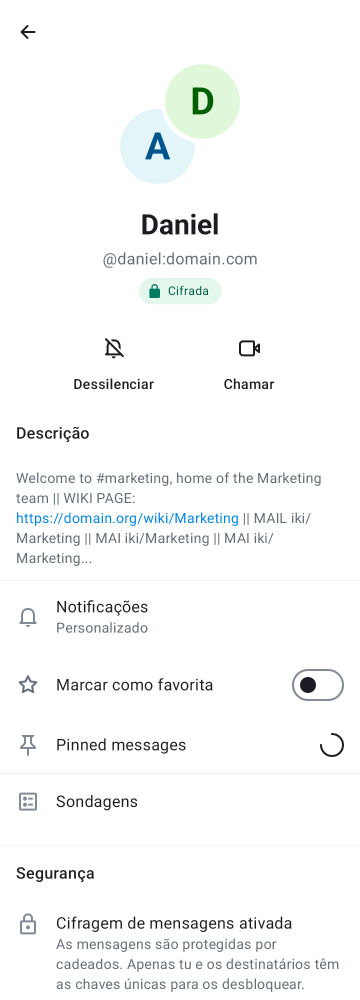 D
A
Daniel
@daniel:domain.com
Cifrada
Dessilenciar
Chamar
Descrição
Welcome to #marketing, home of the Marketing
team || WIKI PAGE:
https://domain.org/wiki/Marketing || MAIL iki/
Marketing || MAI iki/Marketing || MAI iki/
Marketing...
Notificações
Personalizado
Marcar como favorita
Pinned messages
Sondagens
Segurança
Cifragem de mensagens ativada
As mensagens são protegidas por
cadeados. Apenas tu e os destinatários têm
as chaves únicas para os desbloquear.